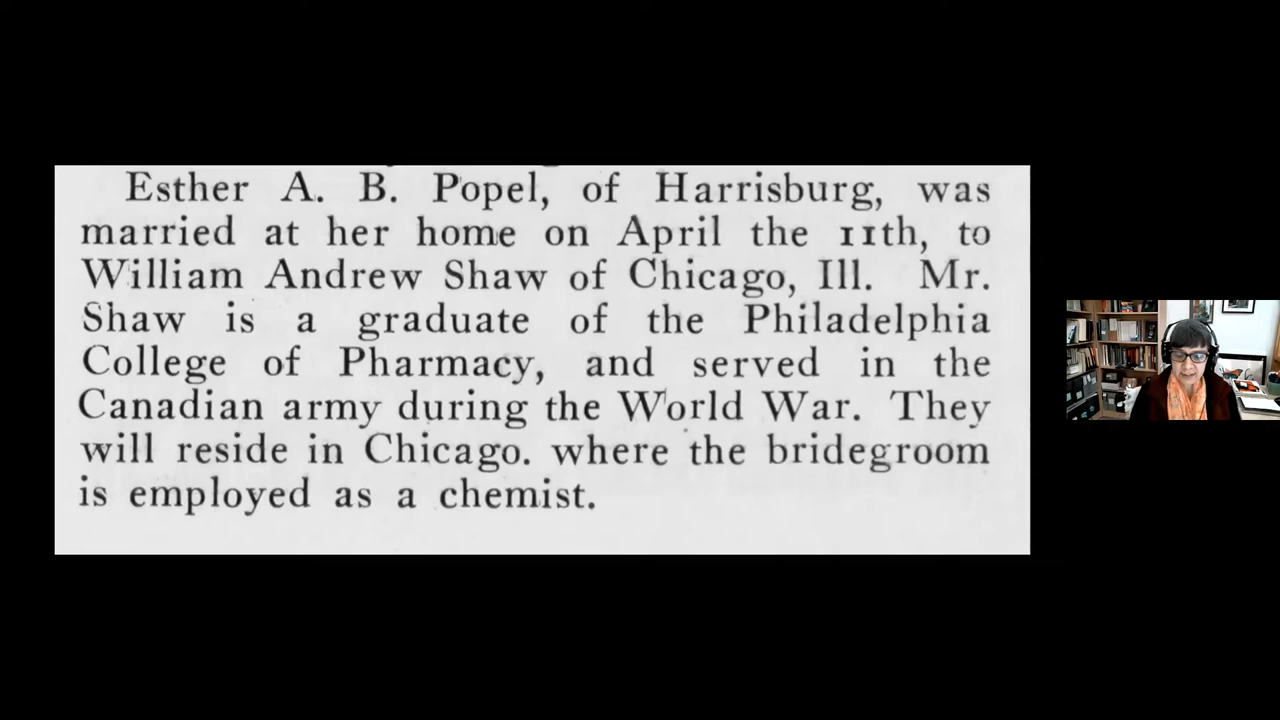 Esther A. B. Popel, of Harrisburg, was
married at her home on April the 11th, to
William Andrew Shaw of Chicago, Ill. Mr.
Shaw is a graduate of the Philadelphia
College of Pharmacy, and served in the
Canadian army during the World War. They
will reside in Chicago. where the bridegroom
is employed as a chemist.